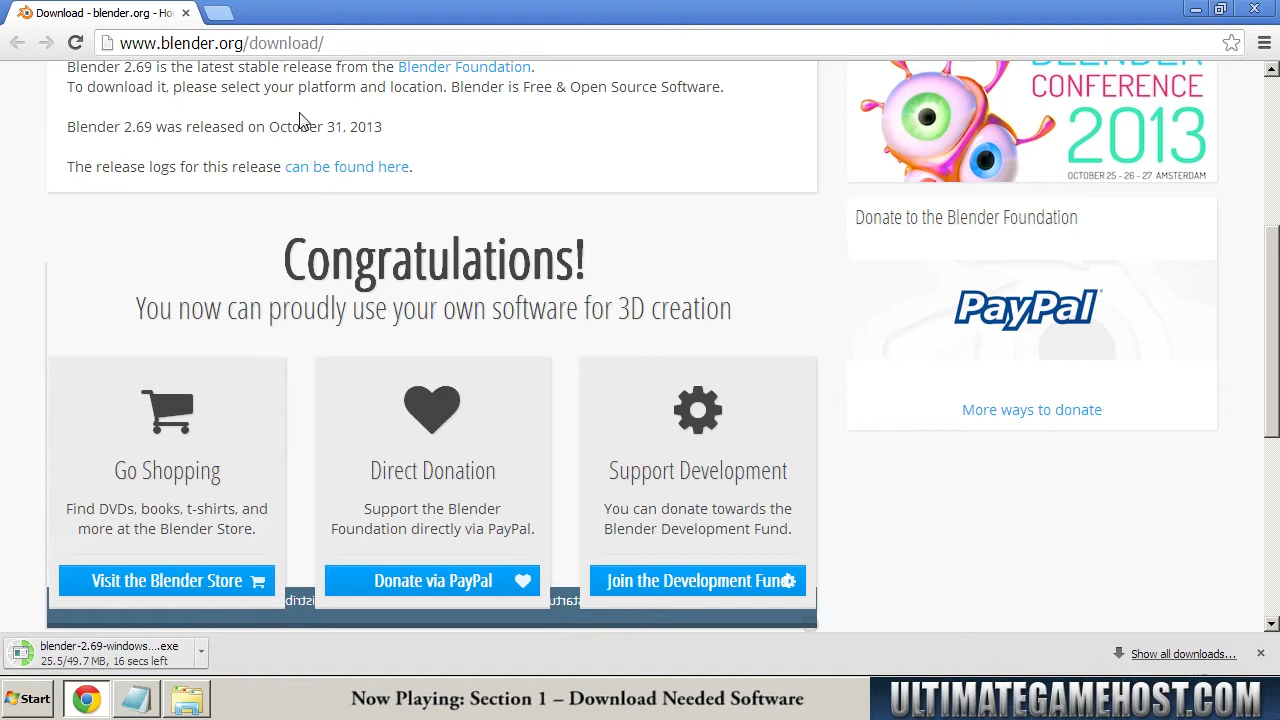 Download - blender.org - Ho
www.blender.org/download/
Blender 2.69 is the latest stable release from the Blender Foundation.
To download it, please select your platform and location. Blender is Free & Open Source Software.
Blender 2.69 was released on October 31, 2013
The release logs for this release can be found here.
BLENDER
CONFERENCE
2013
OCTOBER 25 - 26 - 27 AMSTERDAM
Donate to the Blender Foundation
PayPal
More ways to donate
Congratulations!
You now can proudly use your own software for 3D creation
Go Shopping
Find DVDs, books, t-shirts, and
more at the Blender Store.
Visit the Blender Store
Direct Donation
Support the Blender
Foundation directly via PayPal.
Donate via PayPal
Support Development
You can donate towards the
Blender Development Fund.
Join the Development Fund
blender-2.69-windows....exe
25.5/49.7 MB, 16 secs left
Show all downloads...
Start
Now Playing: Section 1 – Download Needed Software
ULTIMATEGAMEHOST.COM